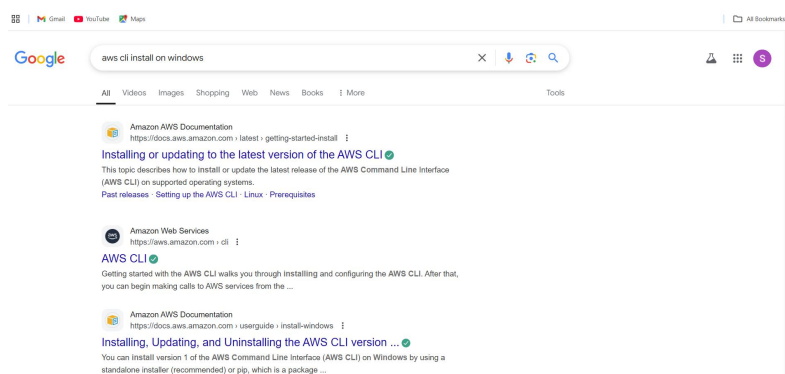 Gmail YouTube Maps All Bookmarks
Google aws cli install on windows S
All Videos Images Shopping Web News Books ⋮ More Tools
Amazon AWS Documentation
https://docs.aws.amazon.com › latest › getting-started-install ⋮
Installing or updating to the latest version of the AWS CLI
This topic describes how to install or update the latest release of the AWS Command Line Interface
(AWS CLI) on supported operating systems.
Past releases · Setting up the AWS CLI · Linux · Prerequisites
Amazon Web Services
aws https://aws.amazon.com › cli ⋮
AWS CLI
Getting started with the AWS CLI walks you through installing and configuring the AWS CLI. After that,
you can begin making calls to AWS services from the ...
Amazon AWS Documentation
https://docs.aws.amazon.com › userguide › install-windows ⋮
Installing, Updating, and Uninstalling the AWS CLI version ...
You can install version 1 of the AWS Command Line Interface (AWS CLI) on Windows by using a
standalone installer (recommended) or pip, which is a package ...